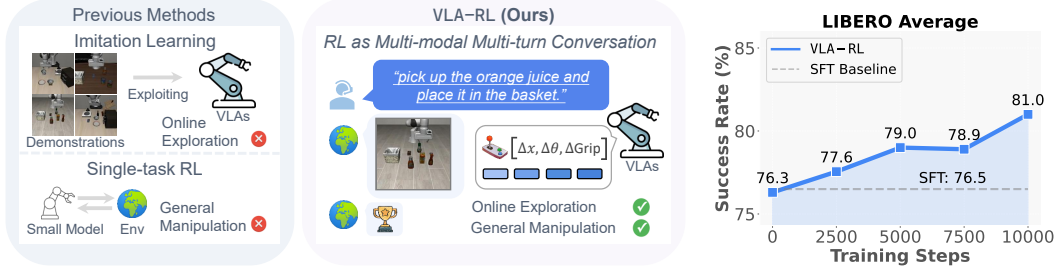 Previous Methods
Imitation Learning
Exploiting
VLAs
Demonstrations
Online
Exploration
Single-task RL
Small Model
Env
General
Manipulation
VLA-RL (Ours)
RL as Multi-modal Multi-turn Conversation
“pick up the orange juice and
place it in the basket.”
[Δx, Δθ, ΔGrip]
VLAs
Online Exploration
General Manipulation
LIBERO Average
Success Rate (%)
85
80
75
VLA-RL
SFT Baseline
76.3
77.6
79.0
78.9
81.0
SFT: 76.5
0
2500
5000
7500
10000
Training Steps